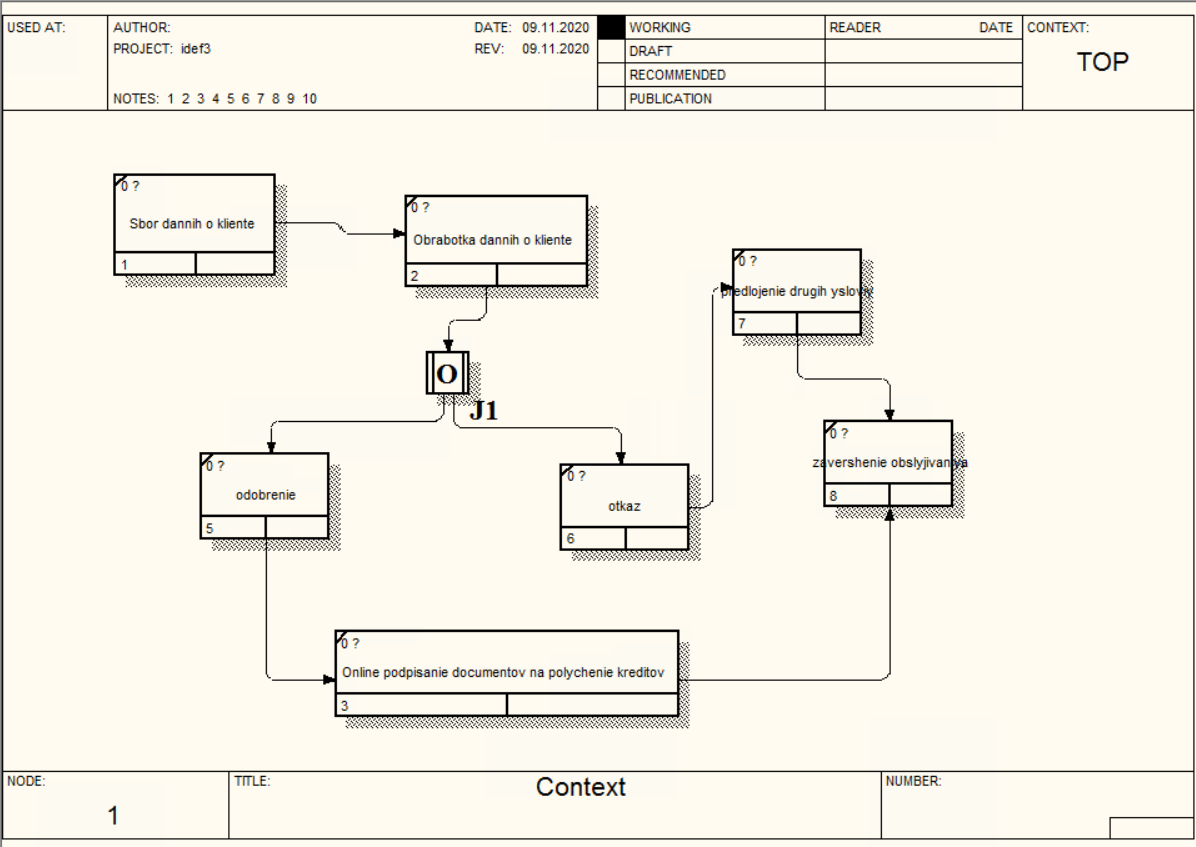 USED AT:
AUTHOR:
DATE: 09.11.2020
PROJECT: idef3
REV: 09.11.2020
NOTES: 1 2 3 4 5 6 7 8 9 10
WORKING
DRAFT
RECOMMENDED
PUBLICATION
READER DATE
CONTEXT:
TOP
0 ?
Sbor dannih o kliente
1
0 ?
Obrabotka dannih o kliente
2
0 ?
predlojenie drugih ysloviy
7
O
J1
0 ?
zavershenie obslyjivaniya
8
0 ?
odobrenie
5
0 ?
otkaz
6
0 ?
Online podpisanie documentov na polychenie kreditov
3
NODE:
1
TITLE:
Context
NUMBER: